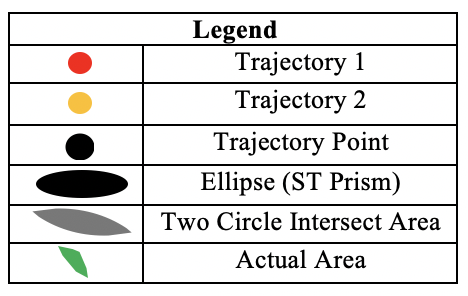 Legend
Trajectory 1
Trajectory 2
Trajectory Point
Ellipse (ST Prism)
Two Circle Intersect Area
Actual Area